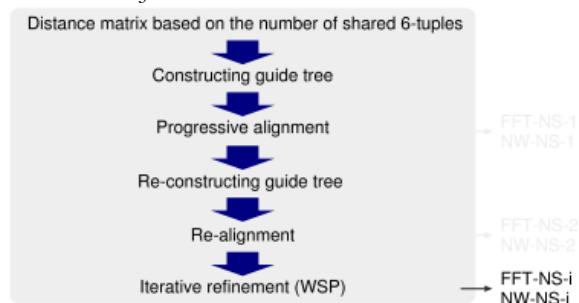 Distance matrix based on the number of shared 6-tuples
Constructing guide tree
Progressive alignment
FFT-NS-1
NW-NS-1
Re-constructing guide tree
Re-alignment
FFT-NS-2
NW-NS-2
Iterative refinement (WSP)
FFT-NS-i
NW-NS-i